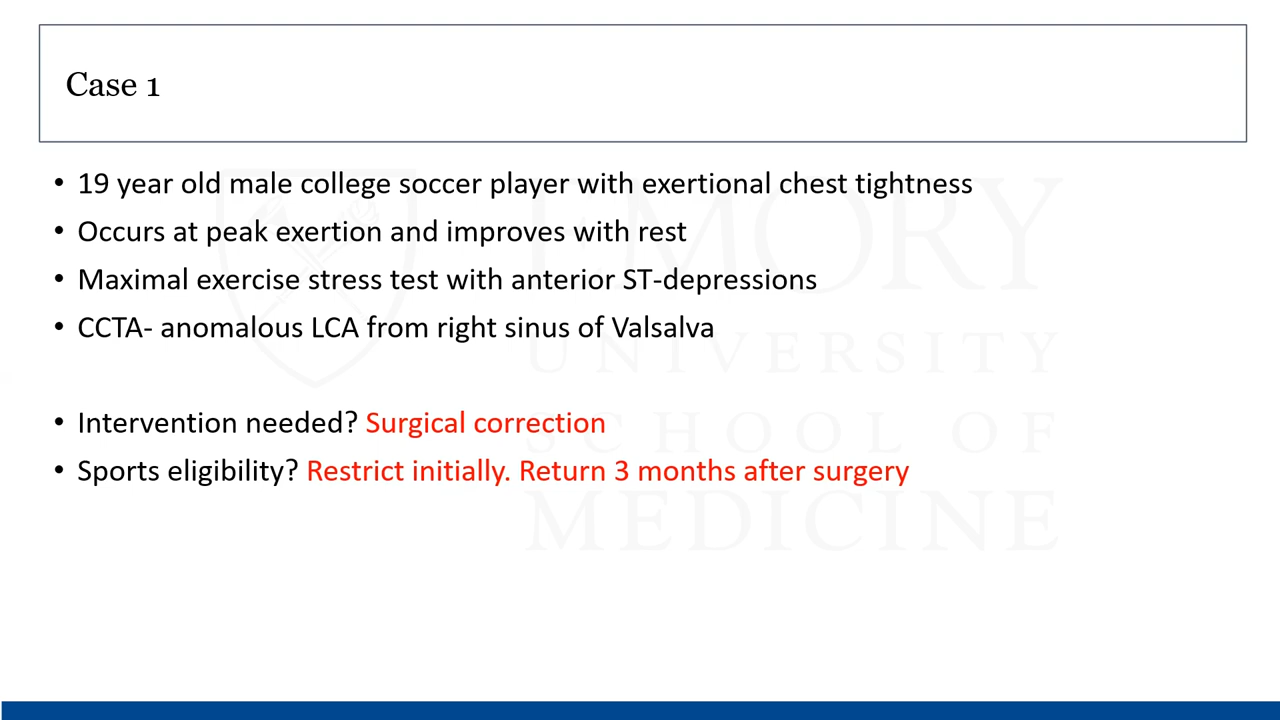 Case 1
• 19 year old male college soccer player with exertional chest tightness
• Occurs at peak exertion and improves with rest
• Maximal exercise stress test with anterior ST-depressions
• CCTA- anomalous LCA from right sinus of Valsalva
• Intervention needed? Surgical correction
• Sports eligibility? Restrict initially. Return 3 months after surgery
EMORY
UNIVERSITY
SCHOOL OF
MEDICINE